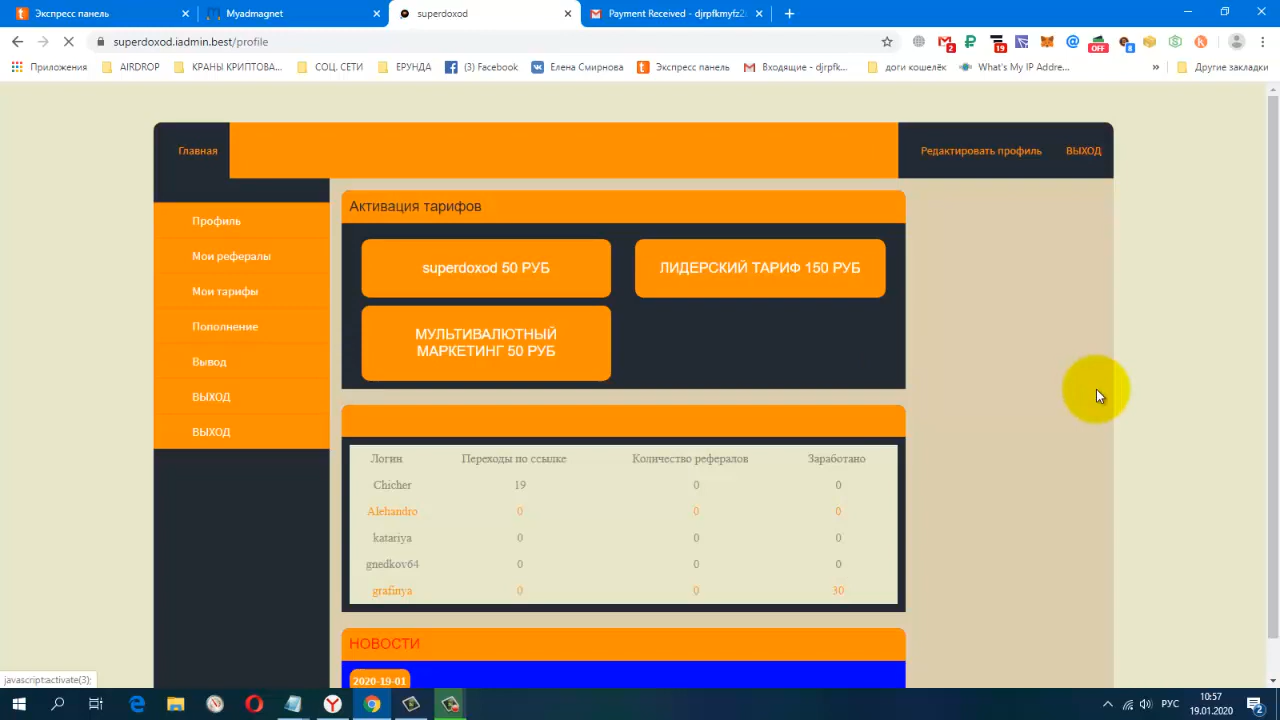 Экспресс панель
Myadmagnet
superdoxod
Payment Received - djrpfkmyfz2
superdoxod.iadmin.best/profile
2
19
OFF
8
Приложения
AIRDROP
КРАНЫ КРИПТОВА...
СОЦ. СЕТИ
ЕРУНДА
(3) Facebook
Елена Смирнова
Экспресс панель
Входящие - djrpfk...
доги кошелёк
What's My IP Addre...
»
Другие закладки
Главная
Редактировать профиль
ВЫХОД
Профиль
Мои рефералы
Мои тарифы
Пополнение
Вывод
ВЫХОД
ВЫХОД
Активация тарифов
superdoxod 50 РУБ
ЛИДЕРСКИЙ ТАРИФ 150 РУБ
МУЛЬТИВАЛЮТНЫЙ
МАРКЕТИНГ 50 РУБ
Логин Переходы по ссылке Количество рефералов Заработано
Chicher 19 0 0
Alehandro 0 0 0
katariya 0 0 0
gnedkov64 0 0 0
grafinya 0 0 30
НОВОСТИ
2020-19-01
javascript:activate(3);
РУС
10:57
19.01.2020
2